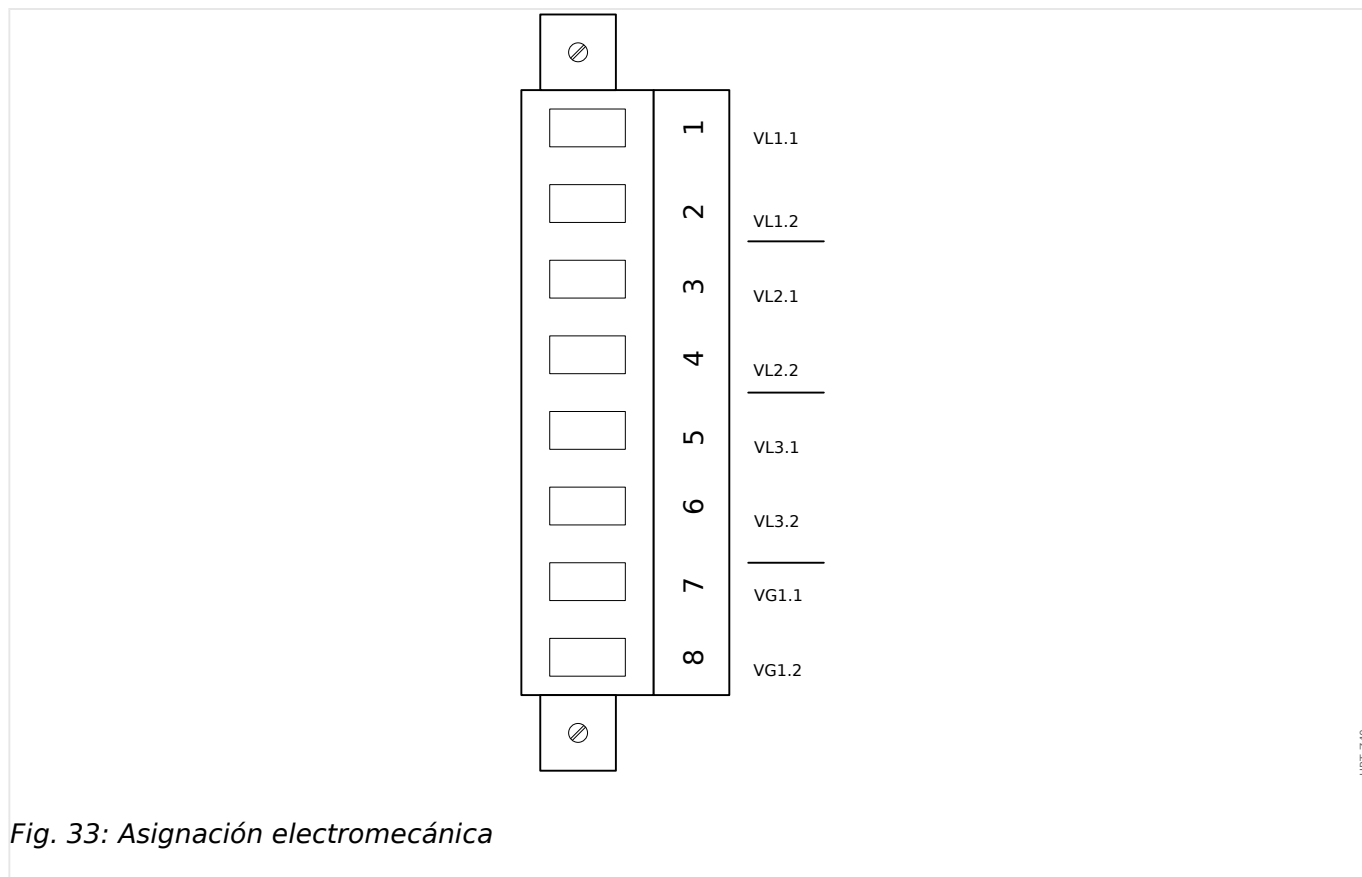 1 VL1.1
2 VL1.2
3 VL2.1
4 VL2.2
5 VL3.1
6 VL3.2
7 VG1.1
8 VG1.2
Fig. 33: Asignación electromecánica